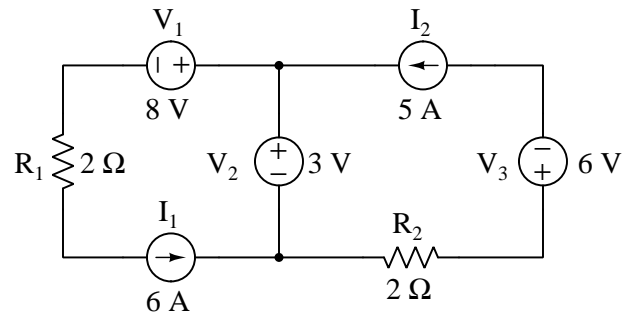 V₁
I₂
− +
8 V
5 A
R₁
2 Ω
V₂
+
−
3 V
V₃
−
+
6 V
I₁
R₂
6 A
2 Ω